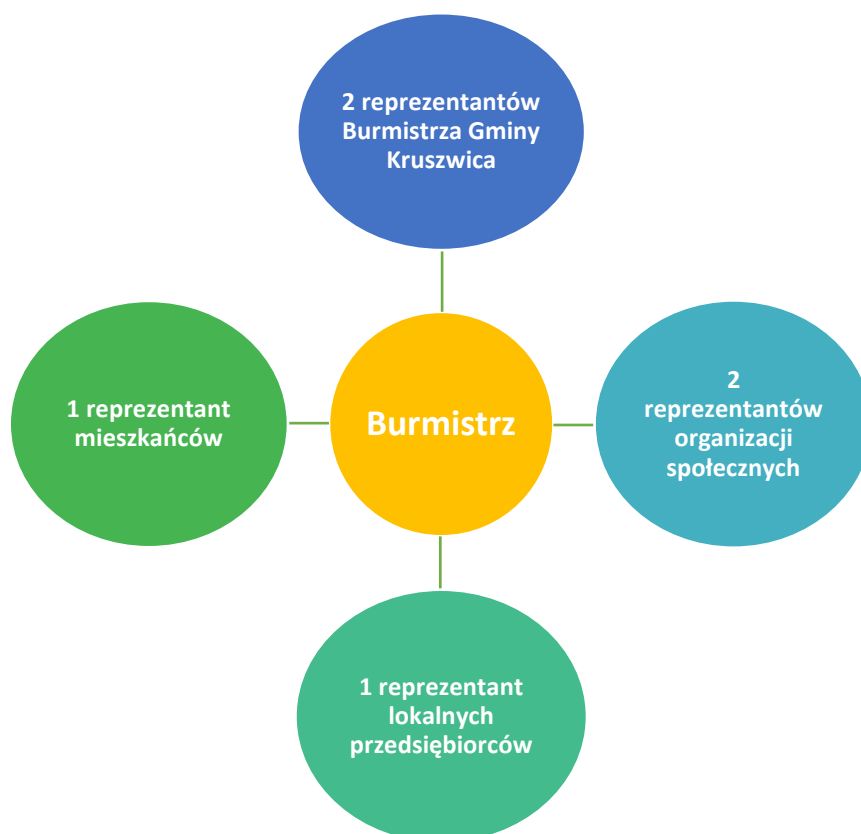 2 reprezentantów
Burmistrza Gminy
Kruszwica
1 reprezentant
mieszkańców
Burmistrz
2
reprezentantów
organizacji
społecznych
1 reprezentant
lokalnych
przedsiębiorców